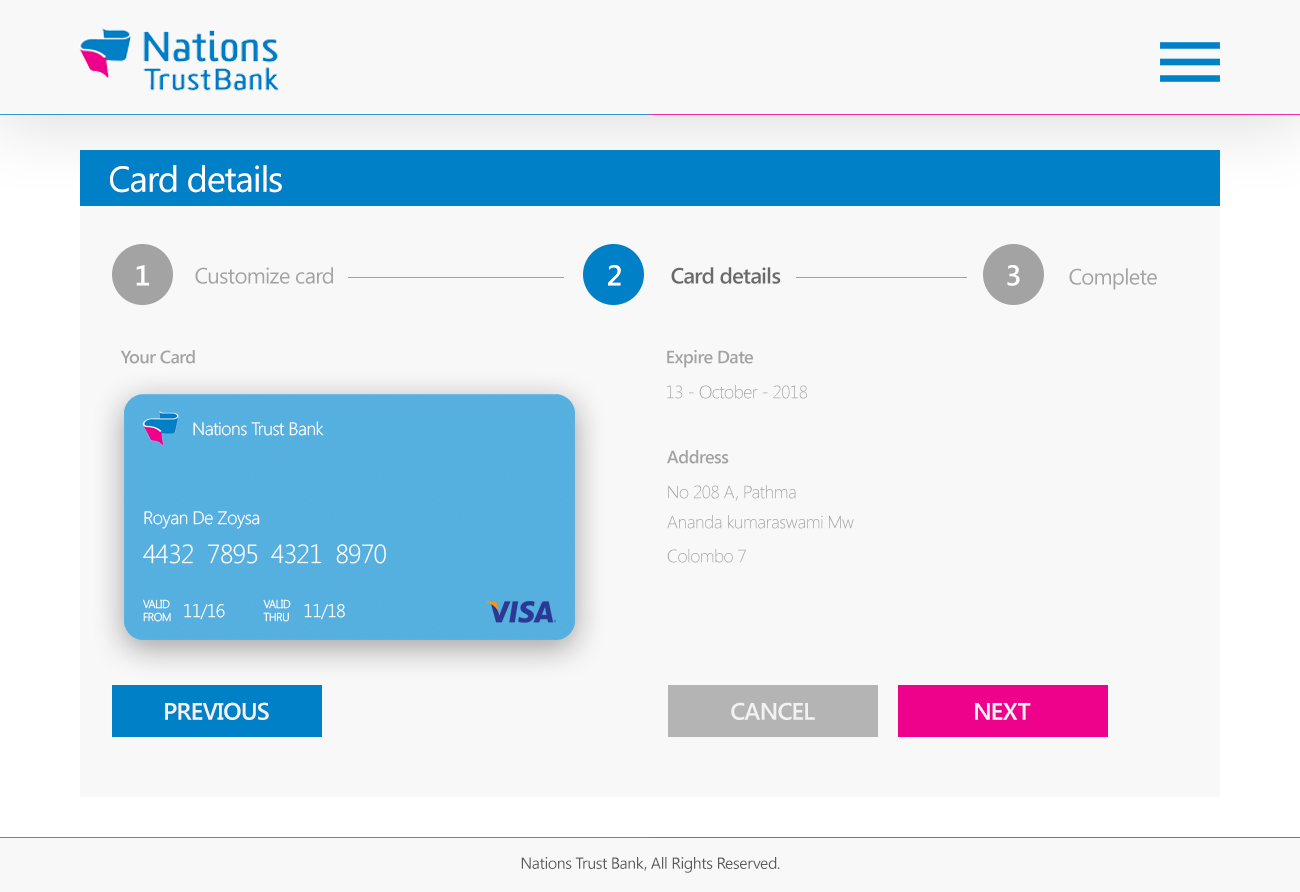 Nations
TrustBank
Card details
1 Customize card 2 Card details 3 Complete
Your Card
Nations Trust Bank
Royan De Zoysa
4432 7895 4321 8970
VALID FROM 11/16 VALID THRU 11/18
VISA
Expire Date
13 - October - 2018
Address
No 208 A, Pathma
Ananda kumaraswami Mw
Colombo 7
PREVIOUS CANCEL NEXT
Nations Trust Bank, All Rights Reserved.